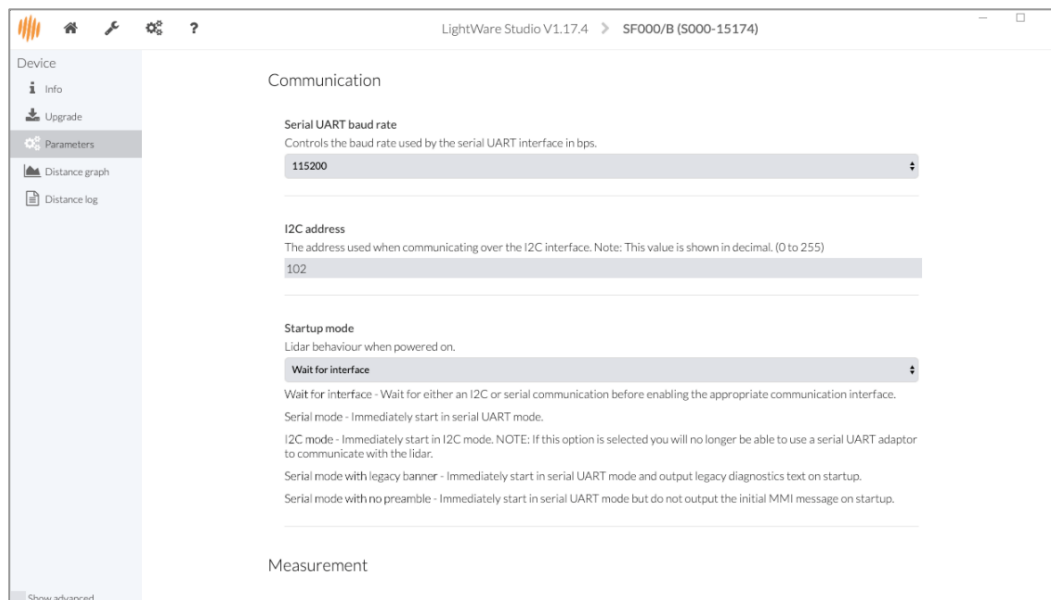 LightWare Studio V1.17.4 > SF000/B (S000-15174)
Device
Info
Upgrade
Parameters
Distance graph
Distance log
Show advanced
Communication
Serial UART baud rate
Controls the baud rate used by the serial UART interface in bps.
115200
I2C address
The address used when communicating over the I2C interface. Note: This value is shown in decimal. (0 to 255)
102
Startup mode
Lidar behaviour when powered on.
Wait for interface
Wait for interface - Wait for either an I2C or serial communication before enabling the appropriate communication interface.
Serial mode - Immediately start in serial UART mode.
I2C mode - Immediately start in I2C mode. NOTE: If this option is selected you will no longer be able to use a serial UART adaptor
to communicate with the lidar.
Serial mode with legacy banner - Immediately start in serial UART mode and output legacy diagnostics text on startup.
Serial mode with no preamble - Immediately start in serial UART mode but do not output the initial MMI message on startup.
Measurement